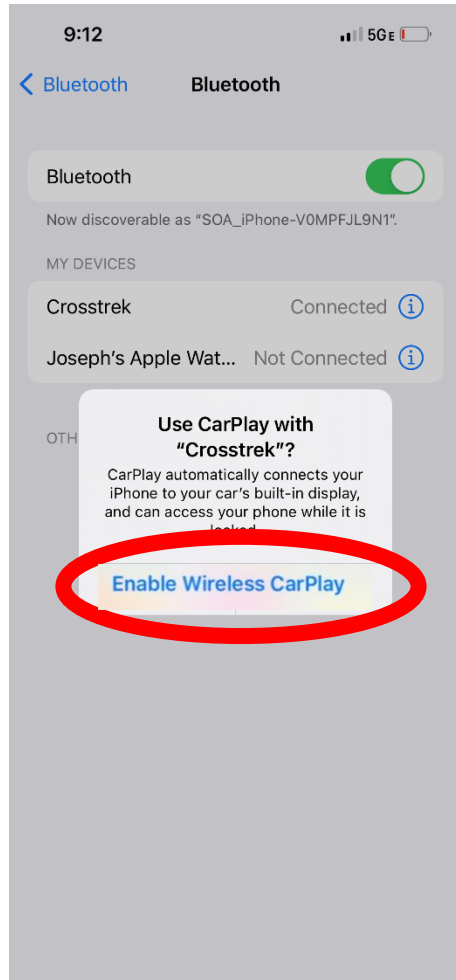 9:12 5GE
Bluetooth Bluetooth
Bluetooth
Now discoverable as “SOA_iPhone-V0MPFJL9N1”.
MY DEVICES
Crosstrek Connected
Joseph’s Apple Wat... Not Connected
OTH
Use CarPlay with
“Crosstrek”?
CarPlay automatically connects your
iPhone to your car’s built-in display,
and can access your phone while it is
locked
Enable Wireless CarPlay